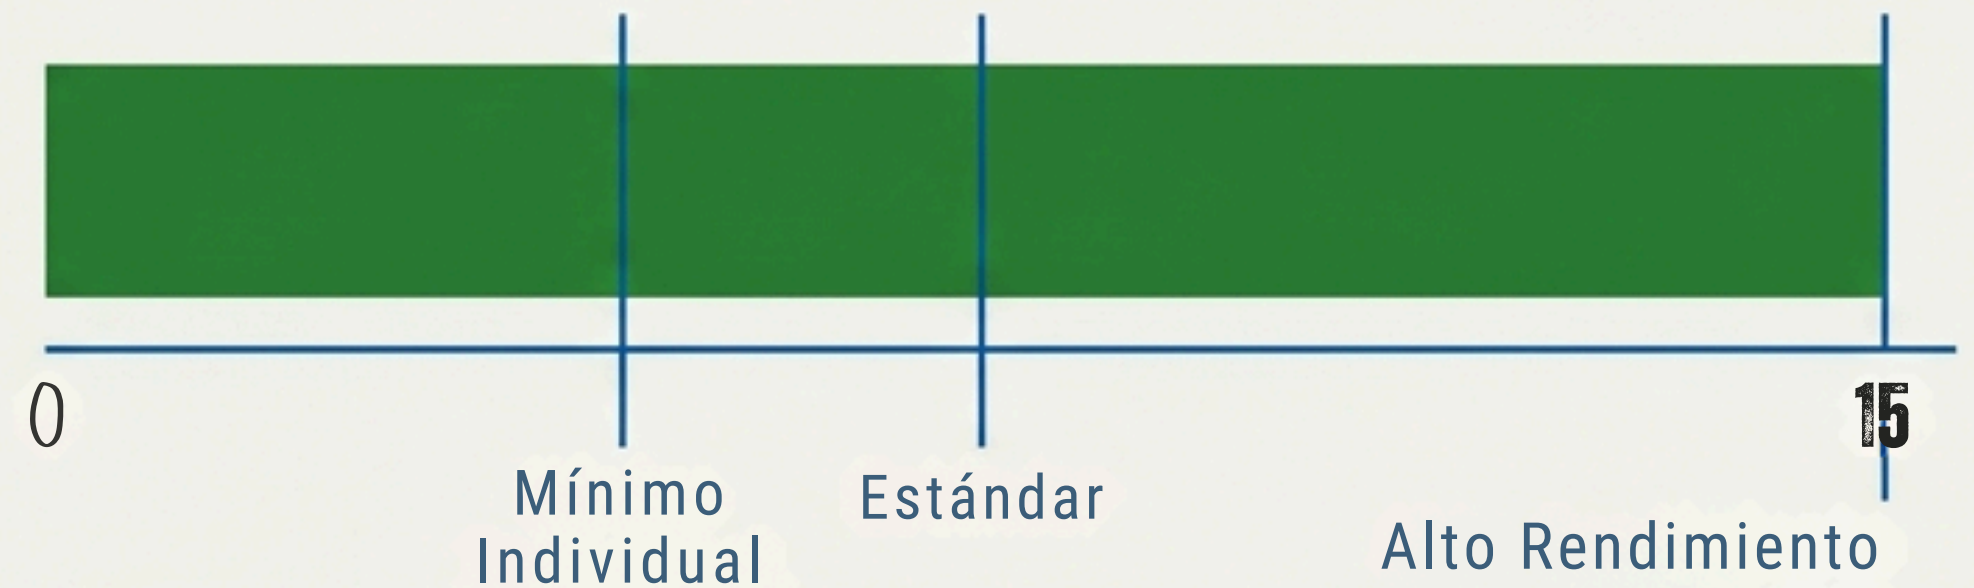 0
15
Mínimo
Individual
Estándar
Alto Rendimiento